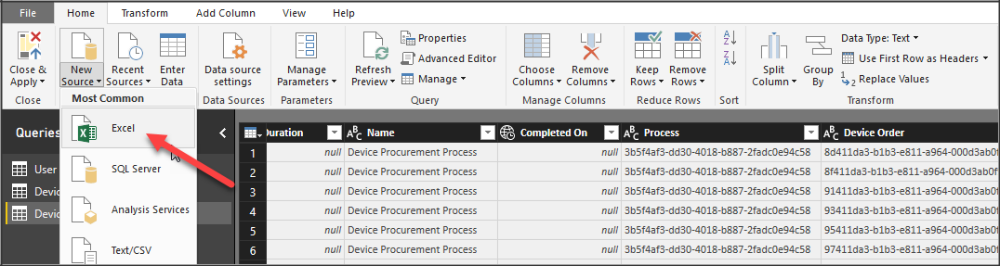 File Home Transform Add Column View Help
Close & Apply
New Source
Recent Sources
Enter Data
Data source settings
Manage Parameters
Refresh Preview
Properties
Advanced Editor
Manage
Choose Columns
Remove Columns
Keep Rows
Remove Rows
Split Column
Group By
Data Type: Text
Use First Row as Headers
Replace Values
Close
Data Sources
Parameters
Query
Manage Columns
Reduce Rows
Sort
Transform
Most Common
Excel
SQL Server
Analysis Services
Text/CSV
Queries
User
Devic
Devic
Duration Name Completed On Process Device Order
1 null Device Procurement Process null 3b5f4af3-dd30-4018-b887-2fadc0e94c58 8d411da3-b1b3-e811-a964-000d3ab0f
2 null Device Procurement Process null 3b5f4af3-dd30-4018-b887-2fadc0e94c58 8f411da3-b1b3-e811-a964-000d3ab0f
3 null Device Procurement Process null 3b5f4af3-dd30-4018-b887-2fadc0e94c58 91411da3-b1b3-e811-a964-000d3ab0f
4 null Device Procurement Process null 3b5f4af3-dd30-4018-b887-2fadc0e94c58 93411da3-b1b3-e811-a964-000d3ab0f
5 null Device Procurement Process null 3b5f4af3-dd30-4018-b887-2fadc0e94c58 95411da3-b1b3-e811-a964-000d3ab0f
6 null Device Procurement Process null 3b5f4af3-dd30-4018-b887-2fadc0e94c58 97411da3-b1b3-e811-a964-000d3ab0f